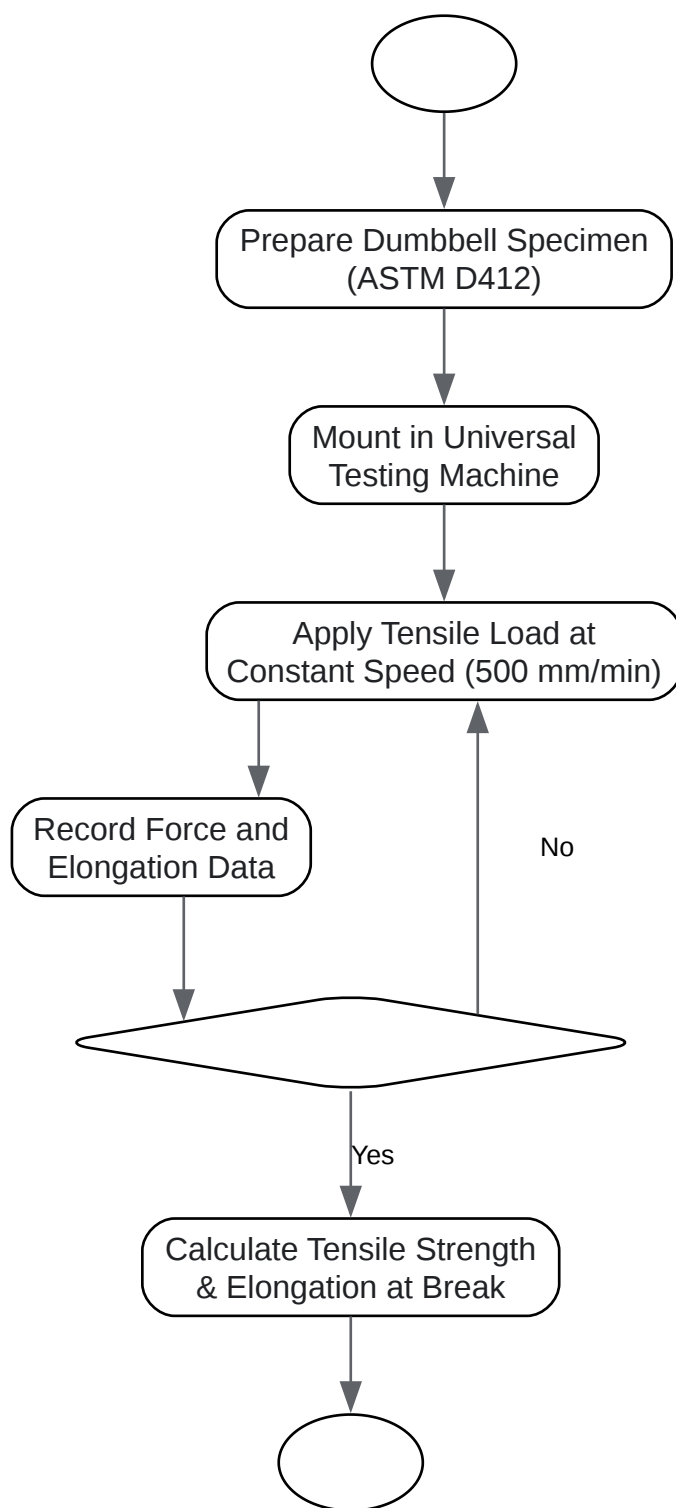 Prepare Dumbbell Specimen
(ASTM D412)
Mount in Universal
Testing Machine
Apply Tensile Load at
Constant Speed (500 mm/min)
Record Force and
Elongation Data
No
Yes
Calculate Tensile Strength
& Elongation at Break